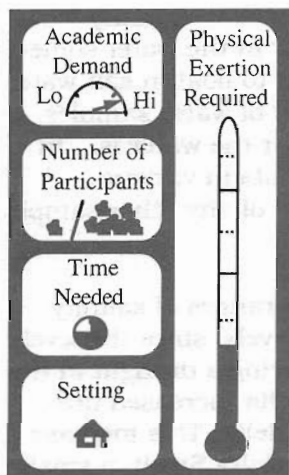 Academic
Demand
Lo Hi
Number of
Participants
Time
Needed
Setting
Physical
Exertion
Required